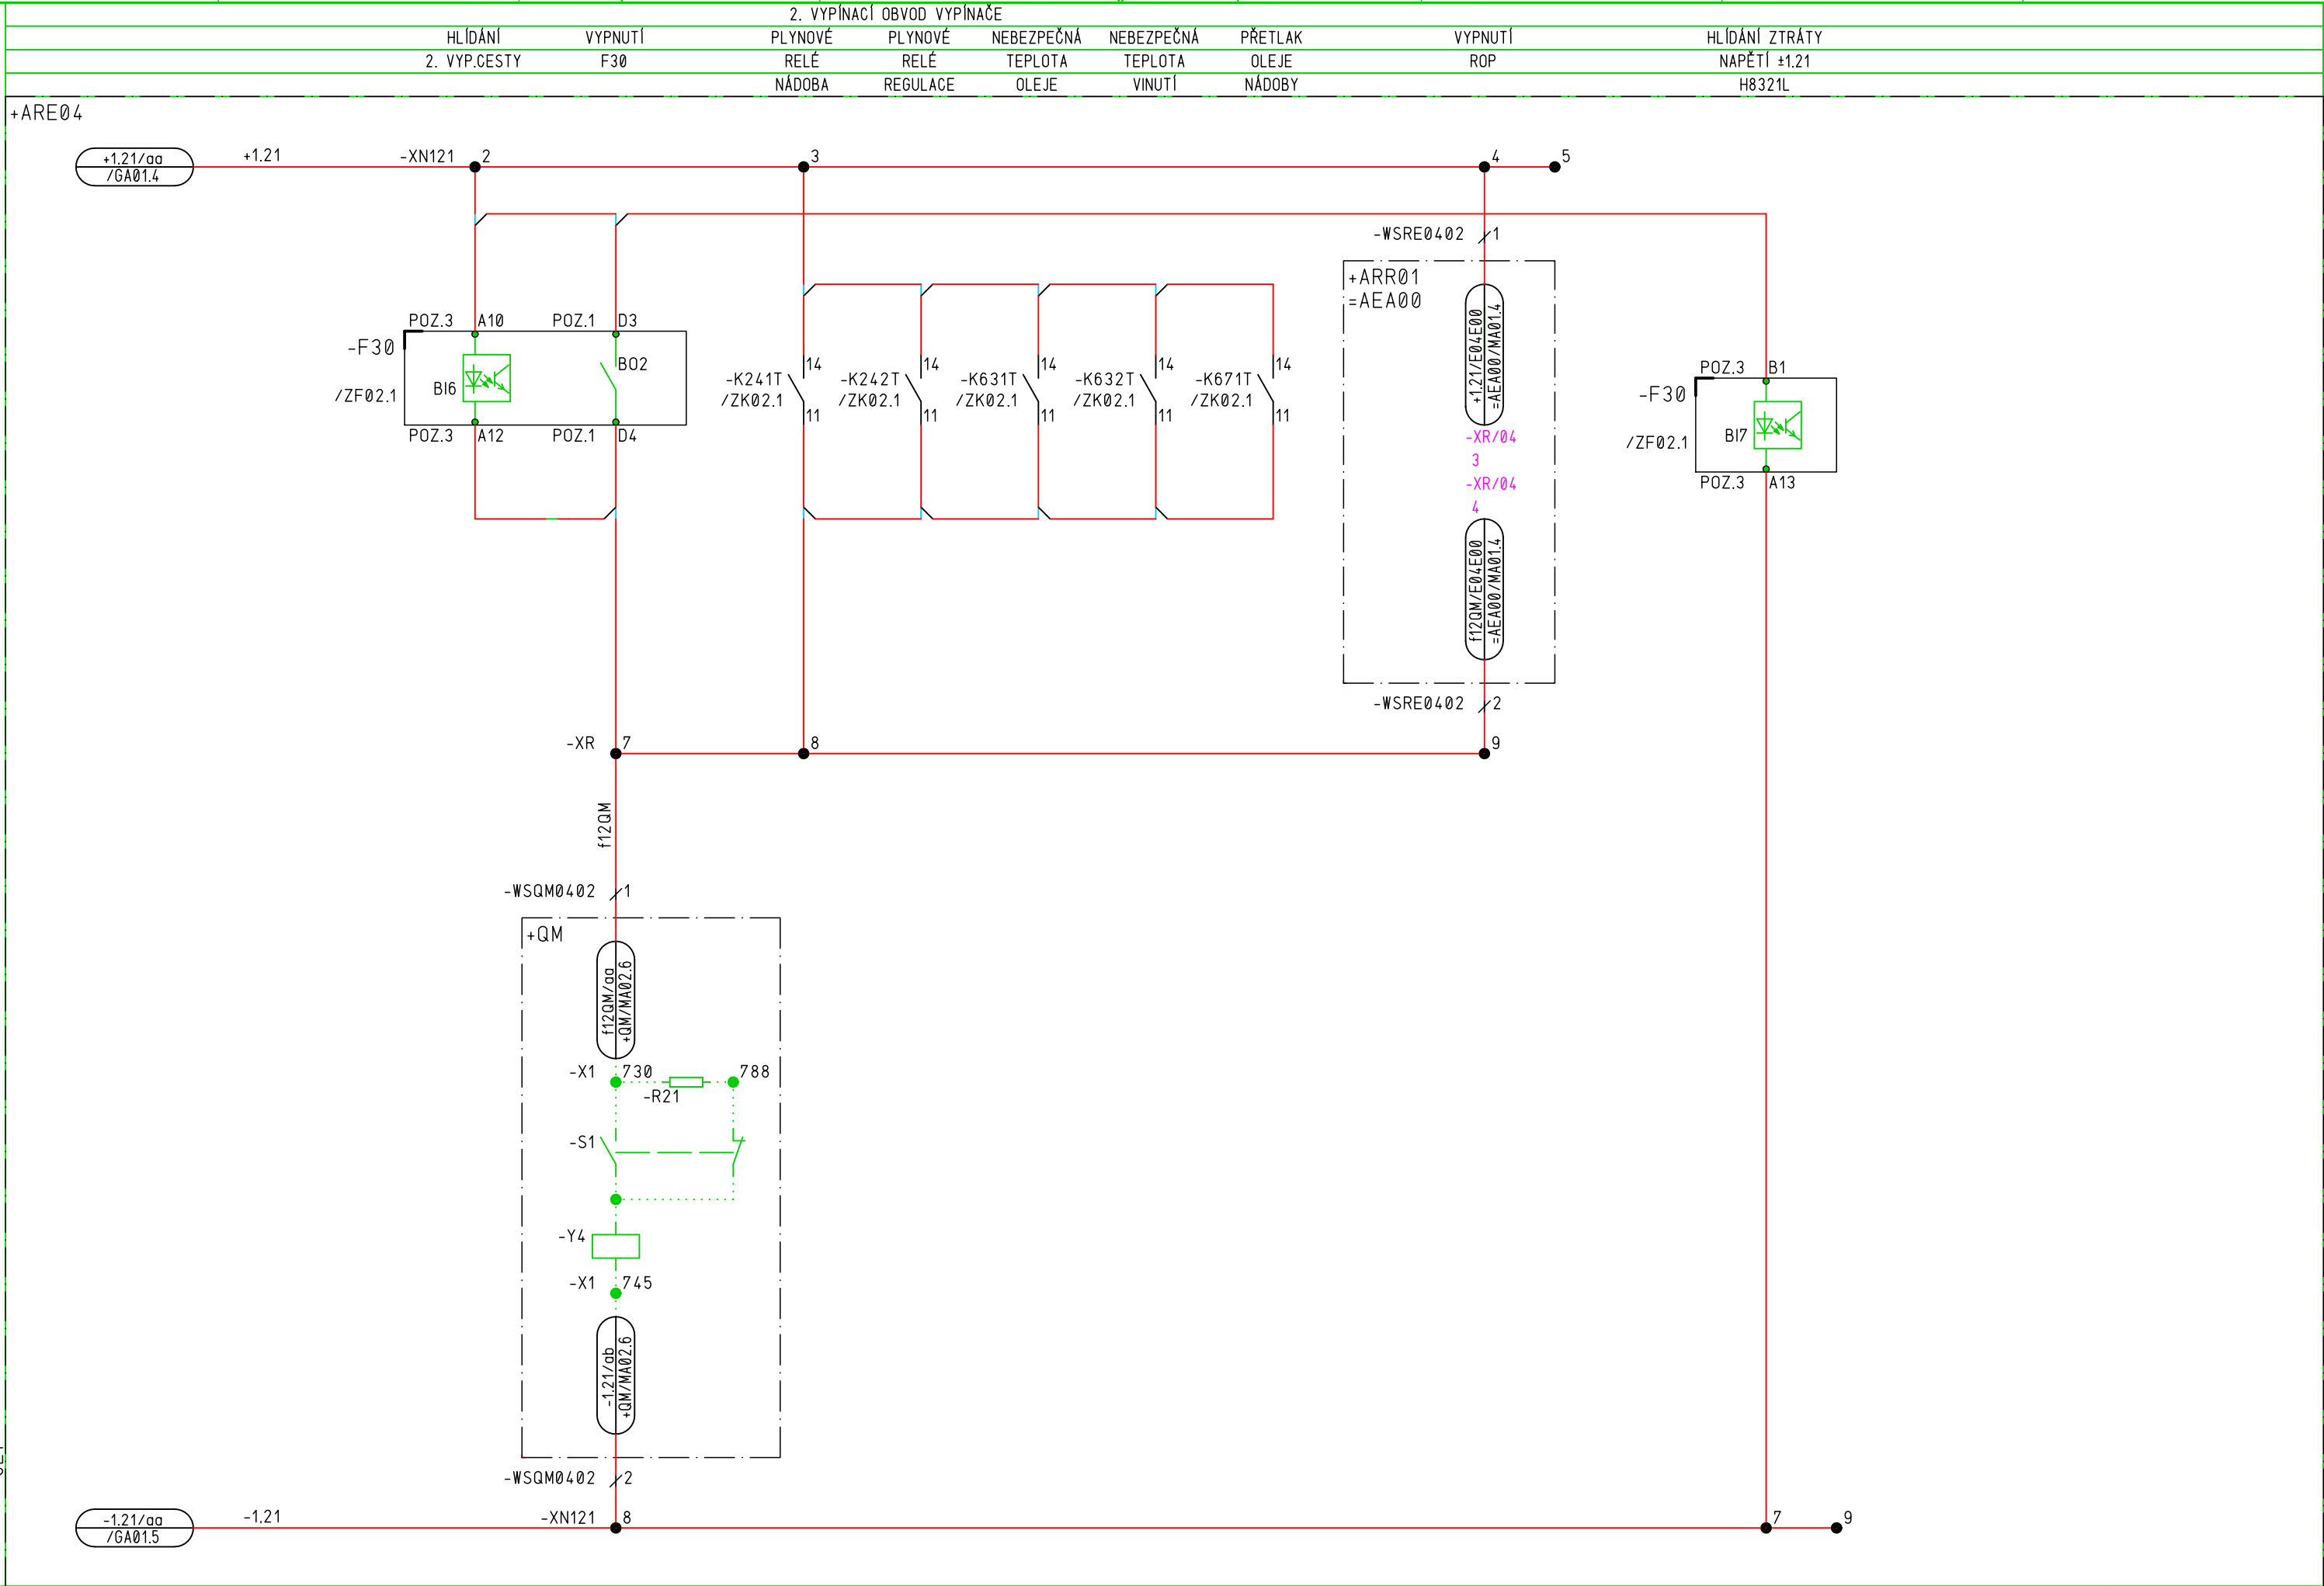 2. VYPÍNACÍ OBVOD VYPÍNAČE
HLÍDÁNÍ VYPNUTÍ PLYNOVÉ PLYNOVÉ NEBEZPEČNÁ NEBEZPEČNÁ PŘETLAK VYPNUTÍ HLÍDÁNÍ ZTRÁTY
2. VYP.CESTY F30 RELÉ RELÉ TEPLOTA TEPLOTA OLEJE ROP NAPĚTÍ ±1.21
NÁDOBA REGULACE OLEJE VINUTÍ NÁDOBY H8321L
+ARE04
+1.21/aa
/GA01.4
+1.21
-XN121 2 3 4 5
-WSRE0402 1
+ARR01
=AEA00
+1.21/E04E00
=AEA00/MA01.4
-XR/04
3
-XR/04
4
f12QM/E04E00
=AEA00/MA01.4
-WSRE0402 2
POZ.3 A10 POZ.1 D3
-F30
/ZF02.1
BI6 BO2
POZ.3 A12 POZ.1 D4
14 14 14 14 14
-K241T -K242T -K631T -K632T -K671T
/ZK02.1 /ZK02.1 /ZK02.1 /ZK02.1 /ZK02.1
11 11 11 11 11
POZ.3 B1
-F30
/ZF02.1
BI7
POZ.3 A13
-XR 7 8 9
f12QM
-WSQM0402 1
+QM
f12QM/aa
+QM/MA02.6
-X1 730 788
-R21
-S1
-Y4
-X1 745
-1.21/ab
+QM/MA02.6
-WSQM0402 2
-1.21/aa
/GA01.5
-1.21
-XN121 8 7 9